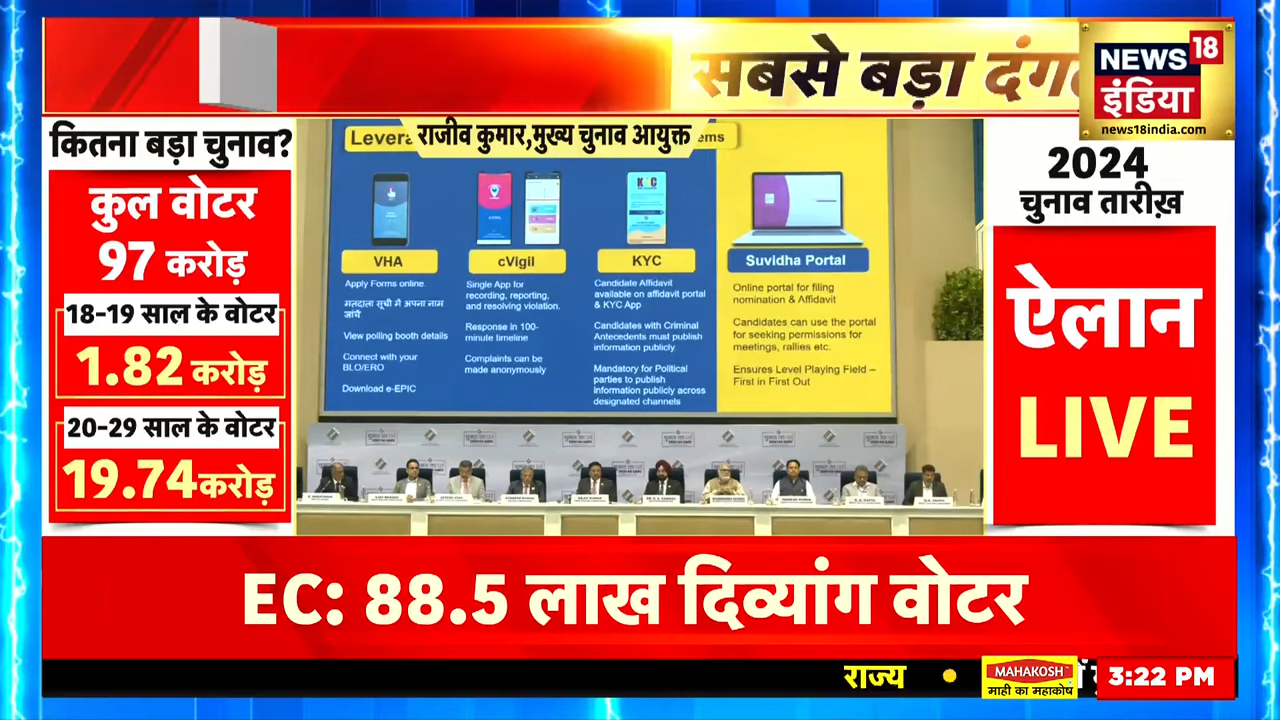 सबसे बड़ा दंगल
NEWS 18
इंडिया
news18india.com
कितना बड़ा चुनाव?
कुल वोटर
97 करोड़
18-19 साल के वोटर
1.82 करोड़
20-29 साल के वोटर
19.74 करोड़
राजीव कुमार,मुख्य चुनाव आयुक्त
VHA
Apply Forms online
मतदाता सूची में अपना नाम
जांचें
View polling booth details
Connect with your
BLO/ERO
Download e-EPIC
cVigil
Single App for
recording, reporting,
and resolving violation.
Response in 100-
minute timeline
Complaints can be
made anonymously
KYC
Candidate Affidavit
available on affidavit portal
& KYC App
Candidates with Criminal
Antecedents must publish
information publicly
Mandatory for Political
parties to publish
information publicly across
designated channels
Suvidha Portal
Online portal for filing
nomination & Affidavit
Candidates can use the portal
for seeking permissions for
meetings, rallies etc.
Ensures Level Playing Field –
First in First Out
2024
चुनाव तारीख़
ऐलान
LIVE
EC: 88.5 लाख दिव्यांग वोटर
राज्य
MAHAKOSH
माही का महाकोष
3:22 PM